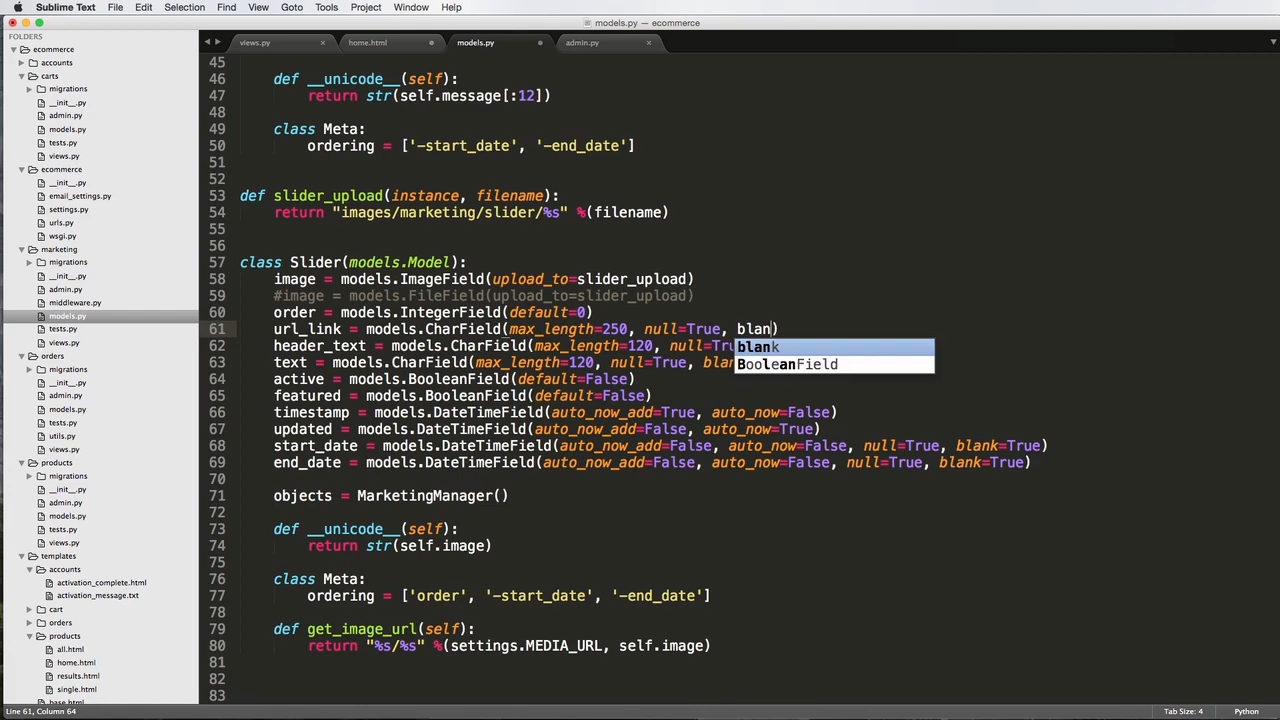 Sublime Text File Edit Selection Find View Goto Tools Project Window Help
models.py — ecommerce
FOLDERS
ecommerce
accounts
carts
migrations
__init__.py
admin.py
models.py
tests.py
views.py
ecommerce
__init__.py
email_settings.py
settings.py
urls.py
wsgi.py
marketing
migrations
__init__.py
admin.py
middleware.py
models.py
tests.py
views.py
orders
migrations
__init__.py
admin.py
models.py
tests.py
utils.py
views.py
products
migrations
__init__.py
admin.py
models.py
tests.py
views.py
templates
accounts
activation_complete.html
activation_message.txt
cart
orders
products
all.html
home.html
results.html
single.html
base.html
views.py home.html models.py admin.py
45
46 def __unicode__(self):
47 return str(self.message[:12])
48
49 class Meta:
50 ordering = ['-start_date', '-end_date']
51
52
53 def slider_upload(instance, filename):
54 return "images/marketing/slider/%s" %(filename)
55
56
57 class Slider(models.Model):
58 image = models.ImageField(upload_to=slider_upload)
59 #image = models.FileField(upload_to=slider_upload)
60 order = models.IntegerField(default=0)
61 url_link = models.CharField(max_length=250, null=True, blan)
62 header_text = models.CharField(max_length=120, null=Tru
63 text = models.CharField(max_length=120, null=True, blan
blank
BooleanField
64 active = models.BooleanField(default=False)
65 featured = models.BooleanField(default=False)
66 timestamp = models.DateTimeField(auto_now_add=True, auto_now=False)
67 updated = models.DateTimeField(auto_now_add=False, auto_now=True)
68 start_date = models.DateTimeField(auto_now_add=False, auto_now=False, null=True, blank=True)
69 end_date = models.DateTimeField(auto_now_add=False, auto_now=False, null=True, blank=True)
70
71 objects = MarketingManager()
72
73 def __unicode__(self):
74 return str(self.image)
75
76 class Meta:
77 ordering = ['order', '-start_date', '-end_date']
78
79 def get_image_url(self):
80 return "%s/%s" %(settings.MEDIA_URL, self.image)
81
82
83
Line 61, Column 64 Tab Size: 4 Python